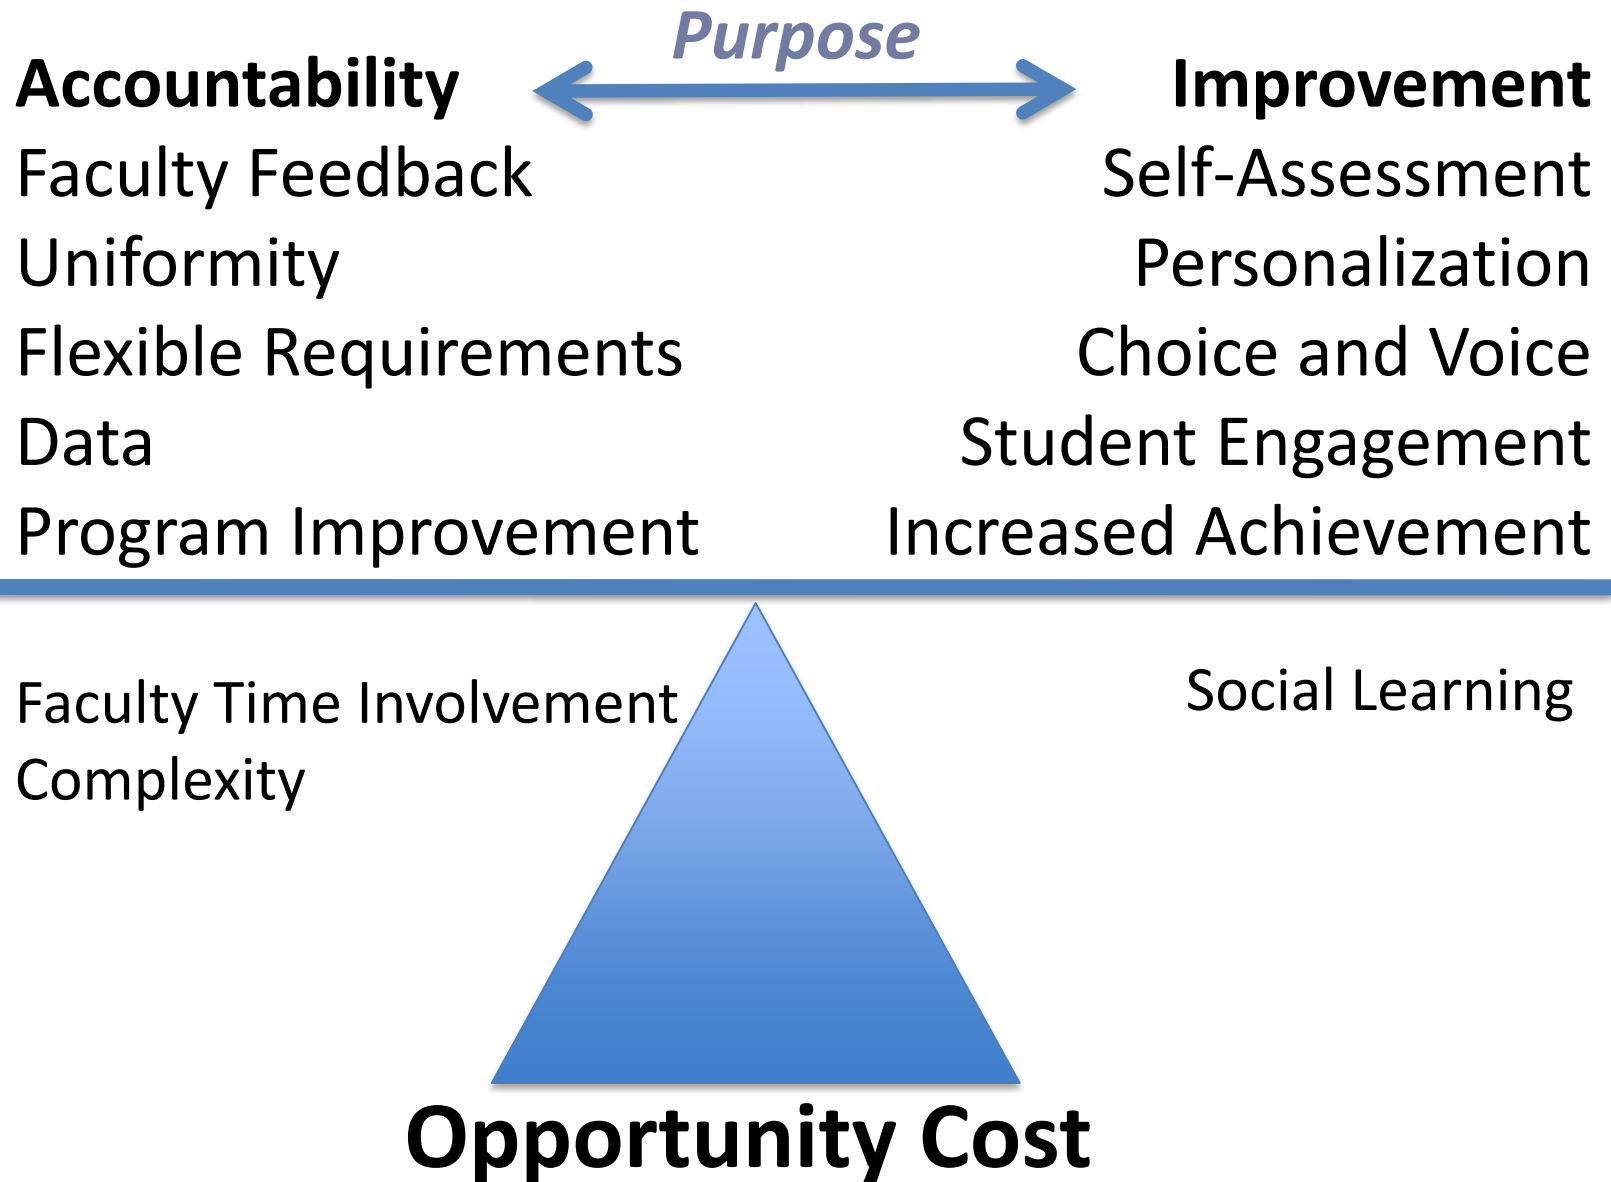 Purpose
Accountability
Improvement
Faculty Feedback
Self-Assessment
Uniformity
Personalization
Flexible Requirements
Choice and Voice
Data
Student Engagement
Program Improvement
Increased Achievement
Faculty Time Involvement
Social Learning
Complexity
Opportunity Cost